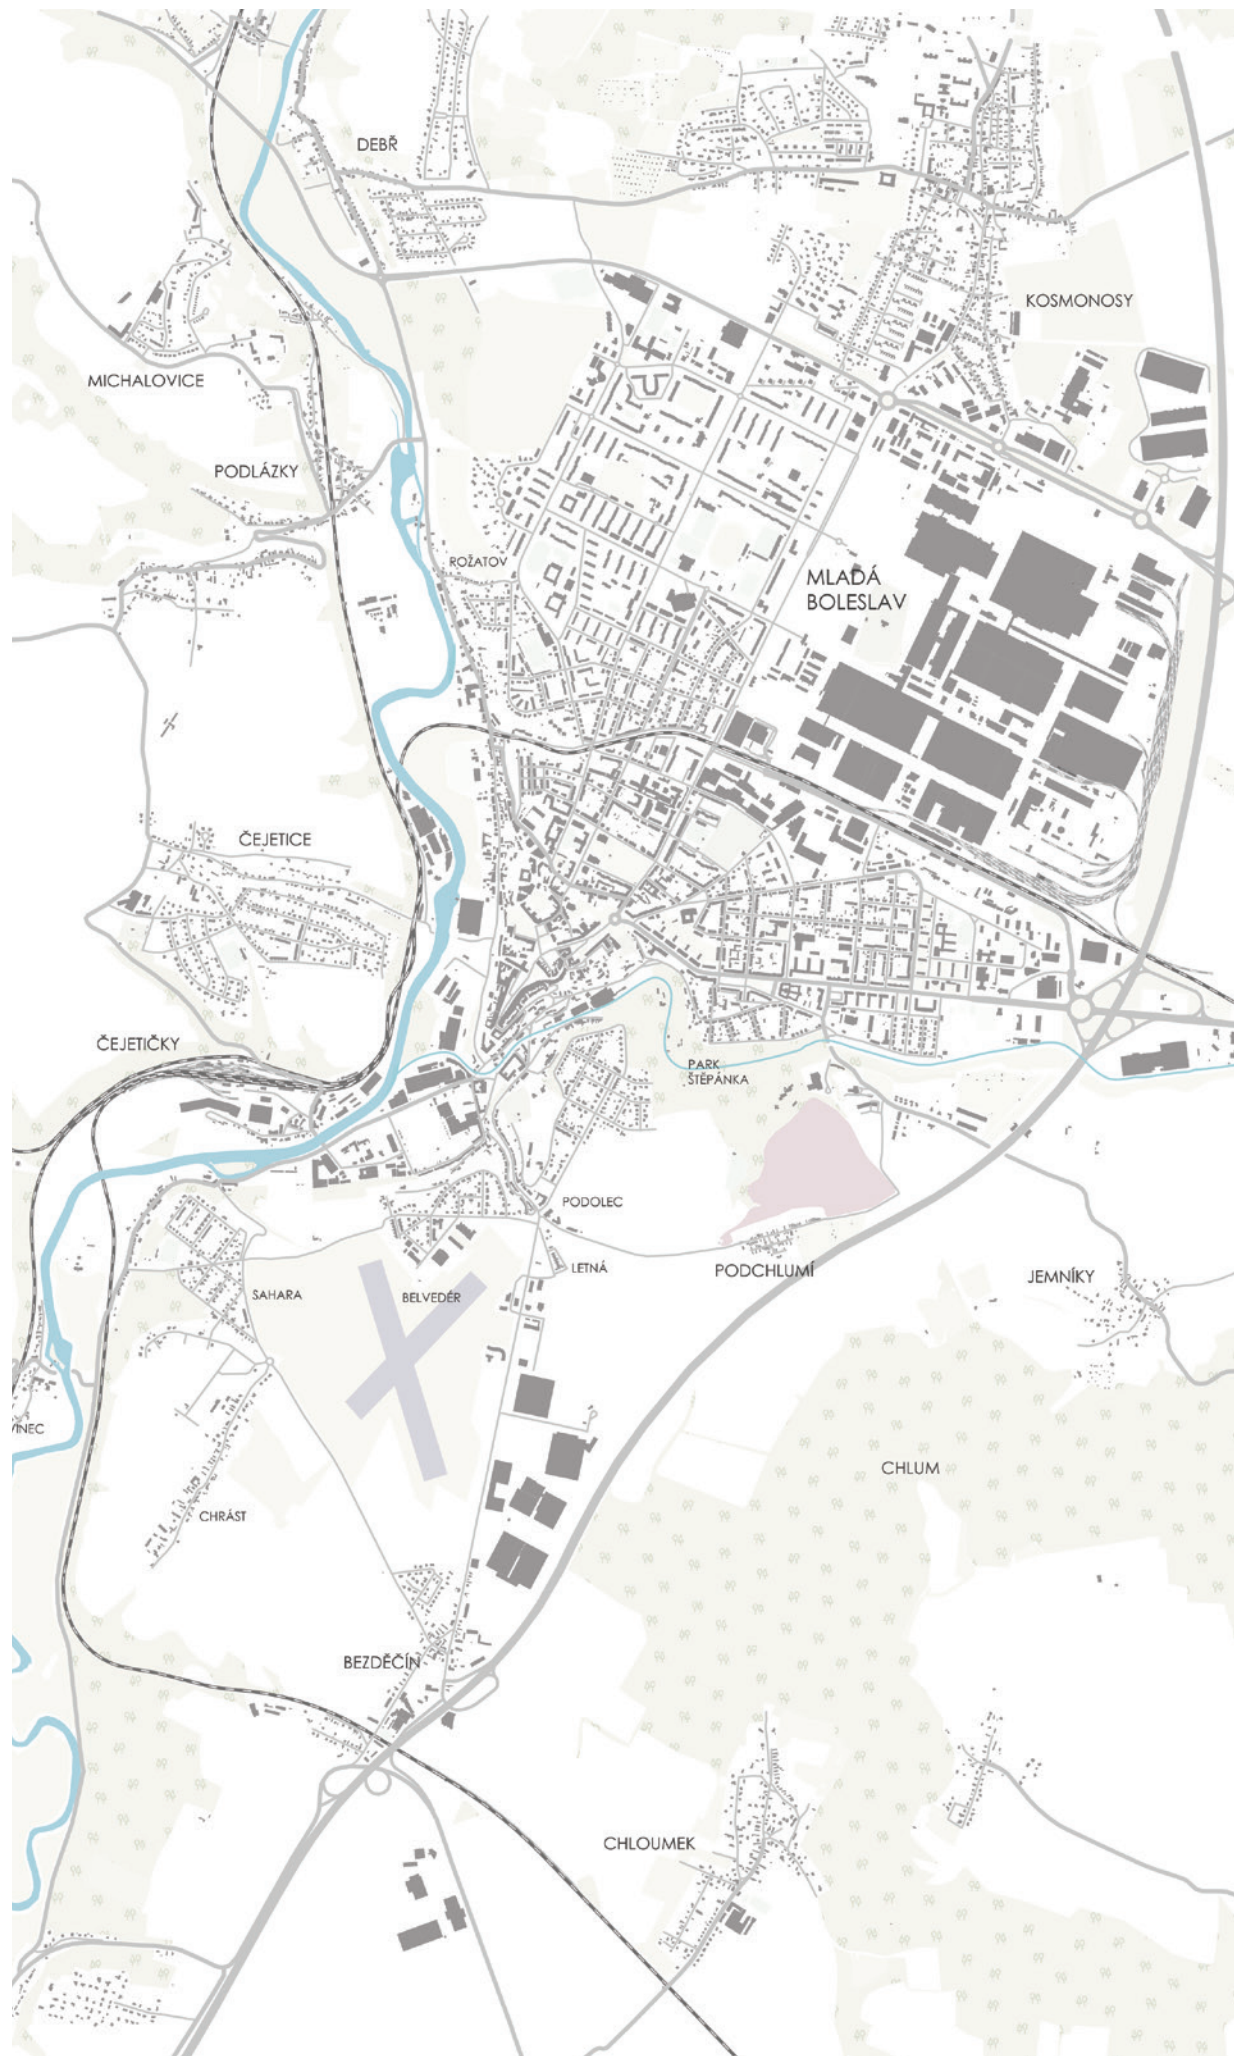 DEBŘ
KOSMONOSY
MICHALOVICE
PODLÁZKY
ROŽATOV
MLADÁ
BOLESLAV
ČEJETICE
ČEJETIČKY
PARK
ŠTĚPÁNKA
PODOLEC
LETNÁ
PODCHLUMÍ
JEMNÍKY
SAHARA
BELVEDÉR
VINEC
CHLUM
CHRÁST
BEZDĚČÍN
CHLOUMEK